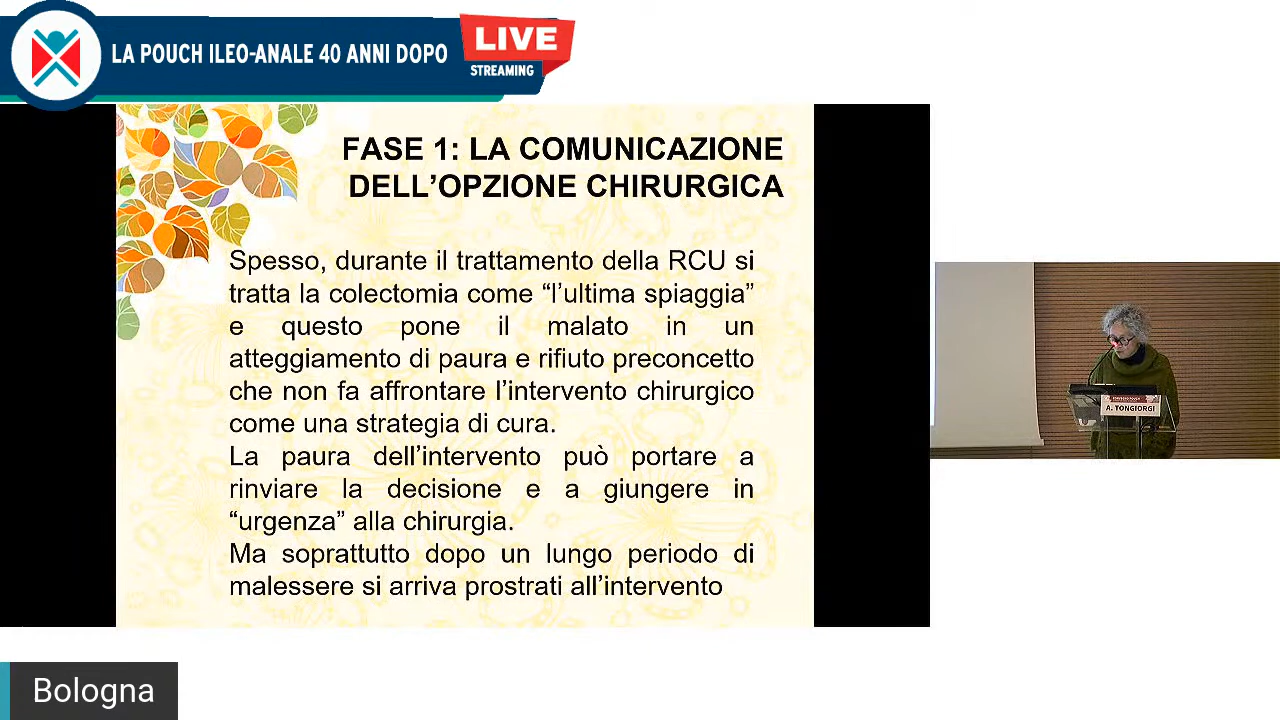 LA POUCH ILEO-ANALE 40 ANNI DOPO
LIVE
STREAMING
FASE 1: LA COMUNICAZIONE
DELL’OPZIONE CHIRURGICA
Spesso, durante il trattamento della RCU si
tratta la colectomia come “l’ultima spiaggia”
e questo pone il malato in un
atteggiamento di paura e rifiuto preconcetto
che non fa affrontare l’intervento chirurgico
come una strategia di cura.
La paura dell’intervento può portare a
rinviare la decisione e a giungere in
“urgenza” alla chirurgia.
Ma soprattutto dopo un lungo periodo di
malessere si arriva prostrati all’intervento
A. TONGIORGI
Bologna